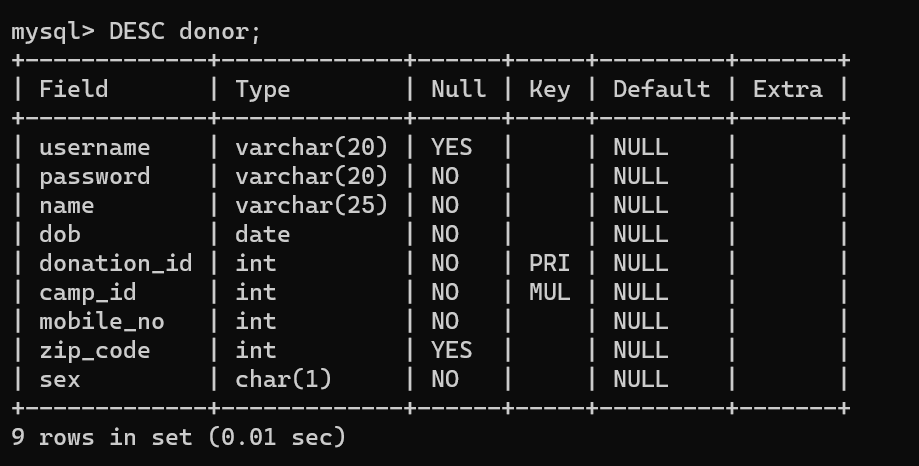 mysql> DESC donor;
+-------------+-------------+------+-----+---------+-------+
| Field       | Type        | Null | Key | Default | Extra |
+-------------+-------------+------+-----+---------+-------+
| username    | varchar(20) | YES  |     | NULL    |       |
| password    | varchar(20) | NO   |     | NULL    |       |
| name        | varchar(25) | NO   |     | NULL    |       |
| dob         | date        | NO   |     | NULL    |       |
| donation_id | int         | NO   | PRI | NULL    |       |
| camp_id     | int         | NO   | MUL | NULL    |       |
| mobile_no   | int         | NO   |     | NULL    |       |
| zip_code    | int         | YES  |     | NULL    |       |
| sex         | char(1)     | NO   |     | NULL    |       |
+-------------+-------------+------+-----+---------+-------+
9 rows in set (0.01 sec)